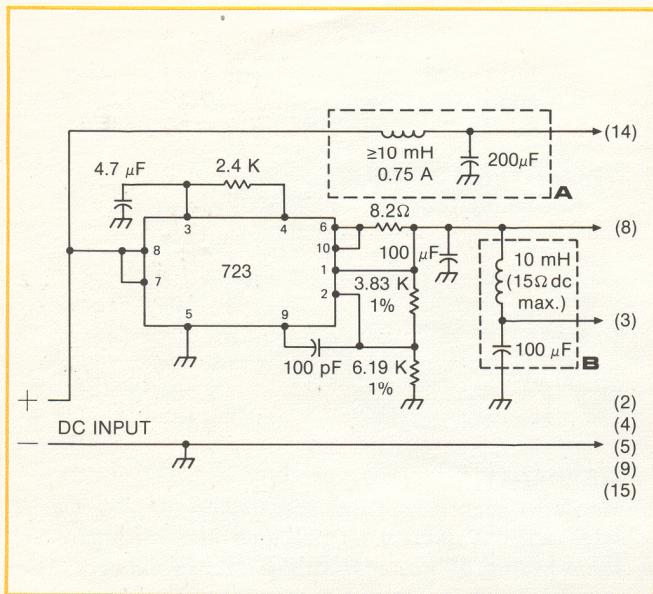 (14)
≥10 mH
0.75 A
200µF
A
4.7 µF
2.4 K
3
4
8.2Ω
6
(8)
10
100
µF
8
723
1
10 mH
(15Ω dc
max.)
7
2
3.83 K
1%
(3)
5
9
100 pF
6.19 K
1%
100 µF
B
+
DC INPUT
−
(2)
(4)
(5)
(9)
(15)